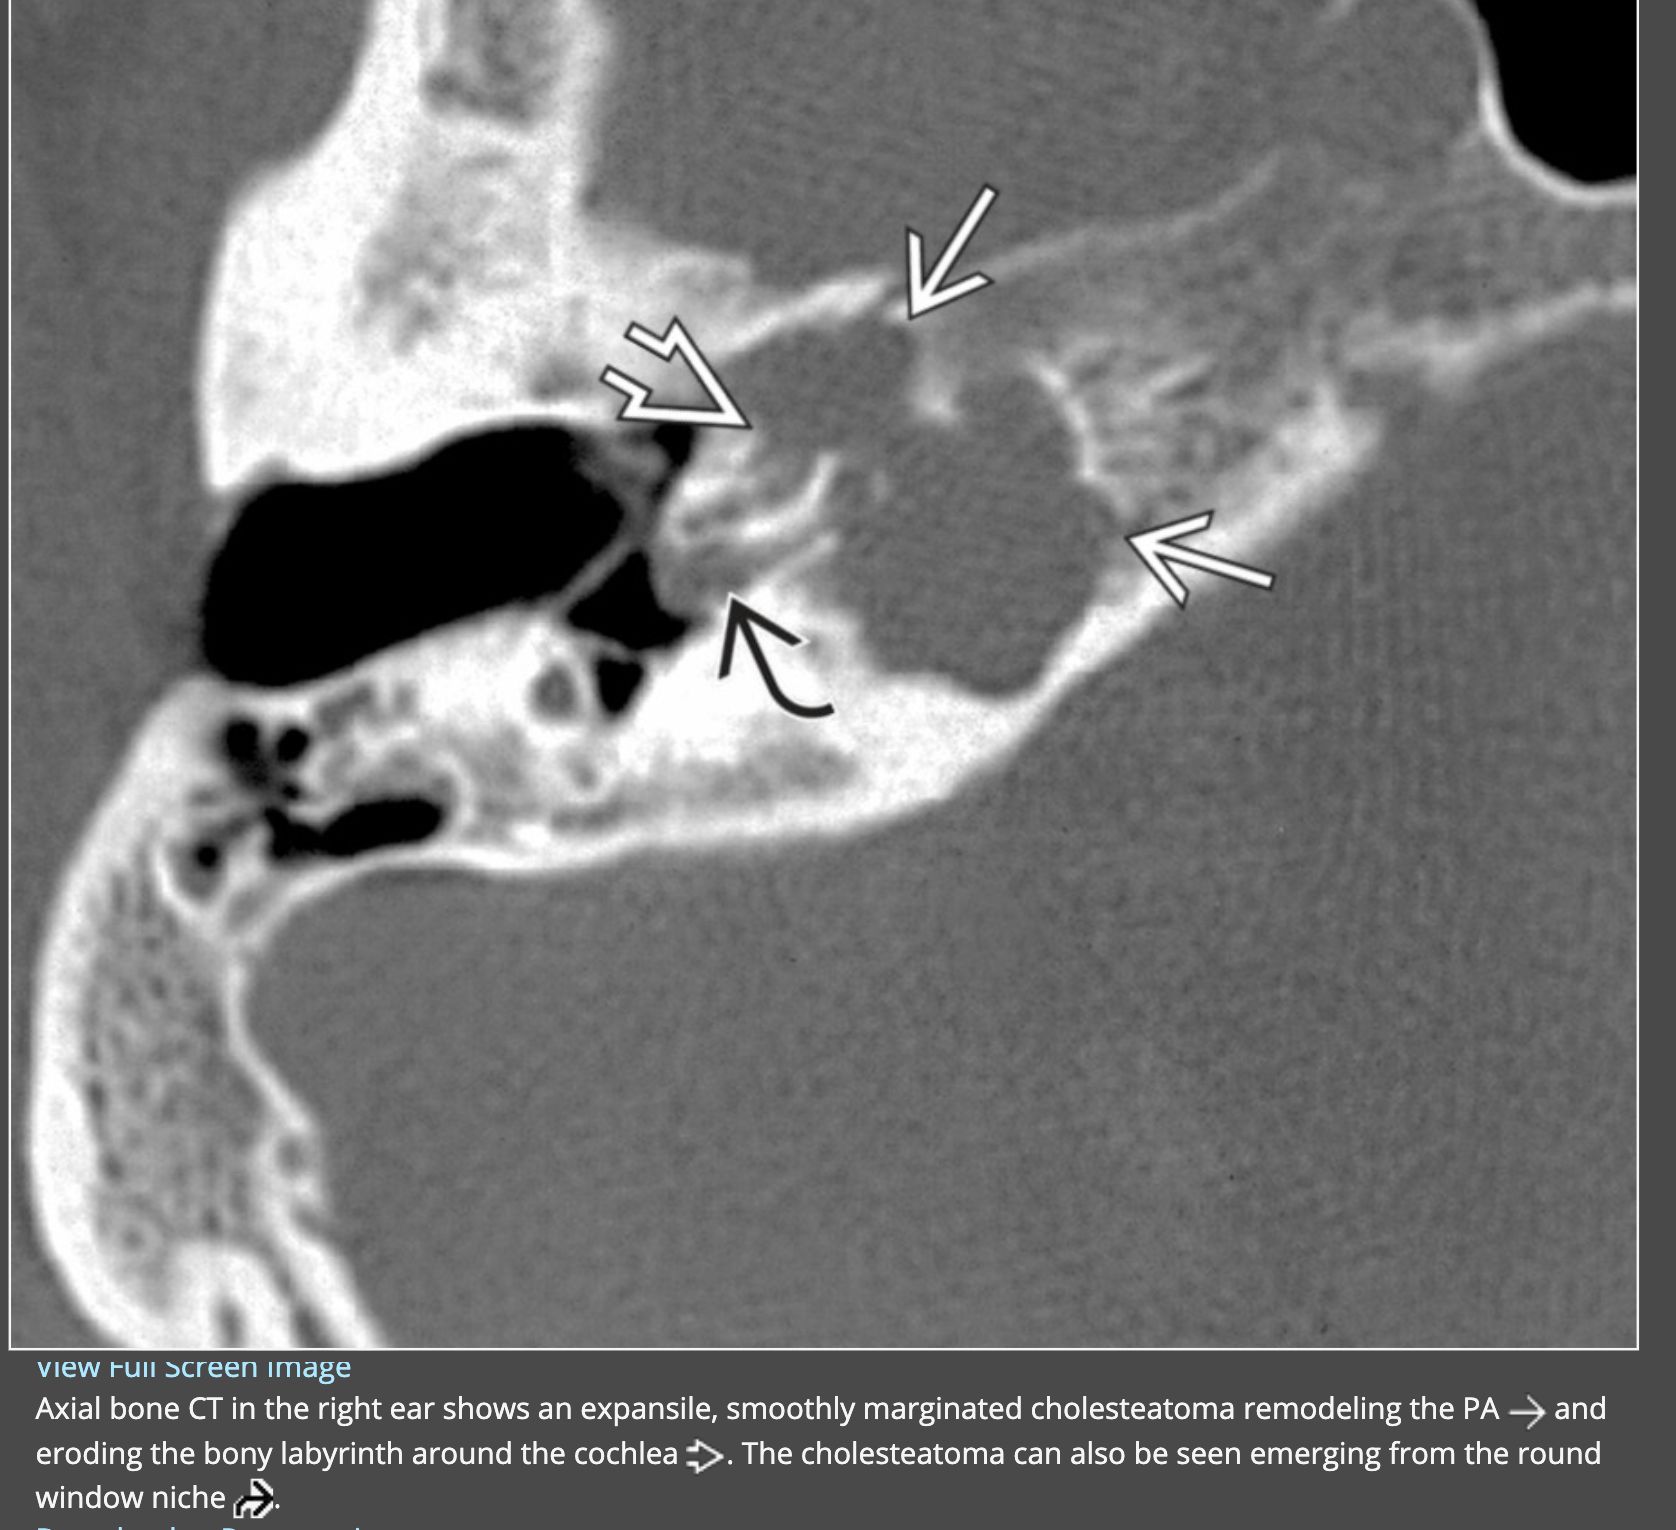 View Full Screen Image
Axial bone CT in the right ear shows an expansile, smoothly marginated cholesteatoma remodeling the PA and
eroding the bony labyrinth around the cochlea . The cholesteatoma can also be seen emerging from the round
window niche .